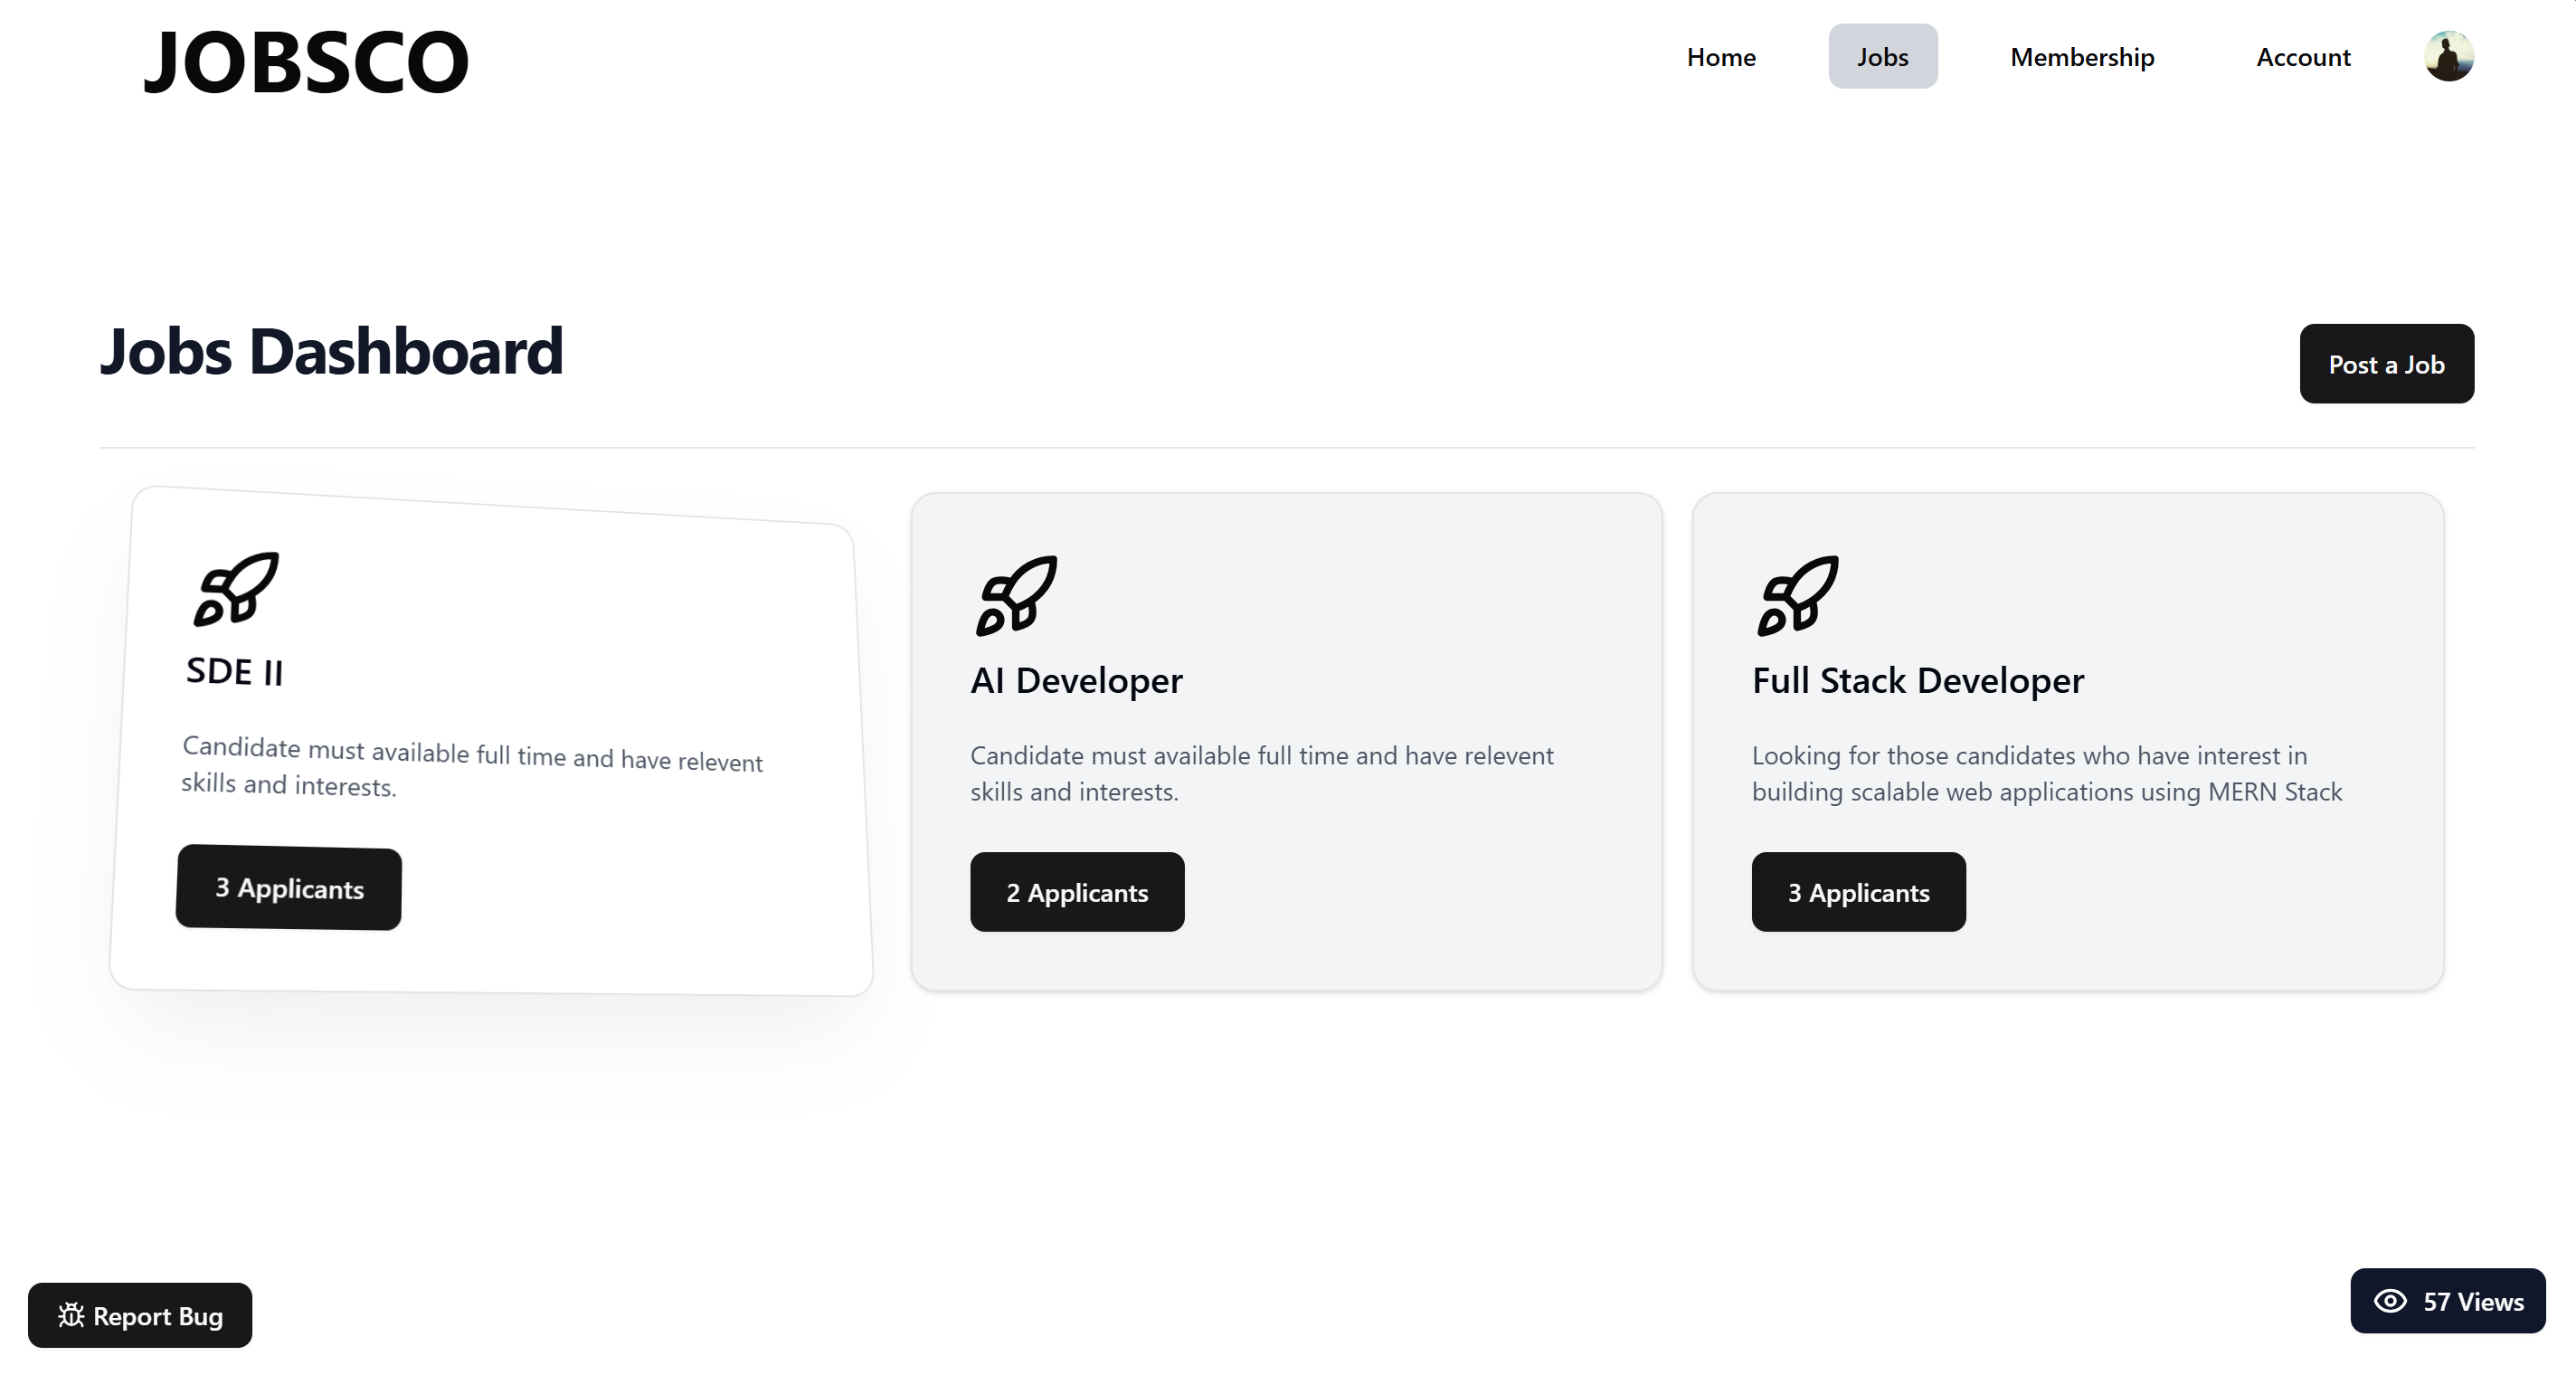 JOBSCO
Home
Jobs
Membership
Account
Jobs Dashboard
Post a Job
SDE II
Candidate must available full time and have relevent
skills and interests.
3 Applicants
AI Developer
Candidate must available full time and have relevent
skills and interests.
2 Applicants
Full Stack Developer
Looking for those candidates who have interest in
building scalable web applications using MERN Stack
3 Applicants
Report Bug
57 Views